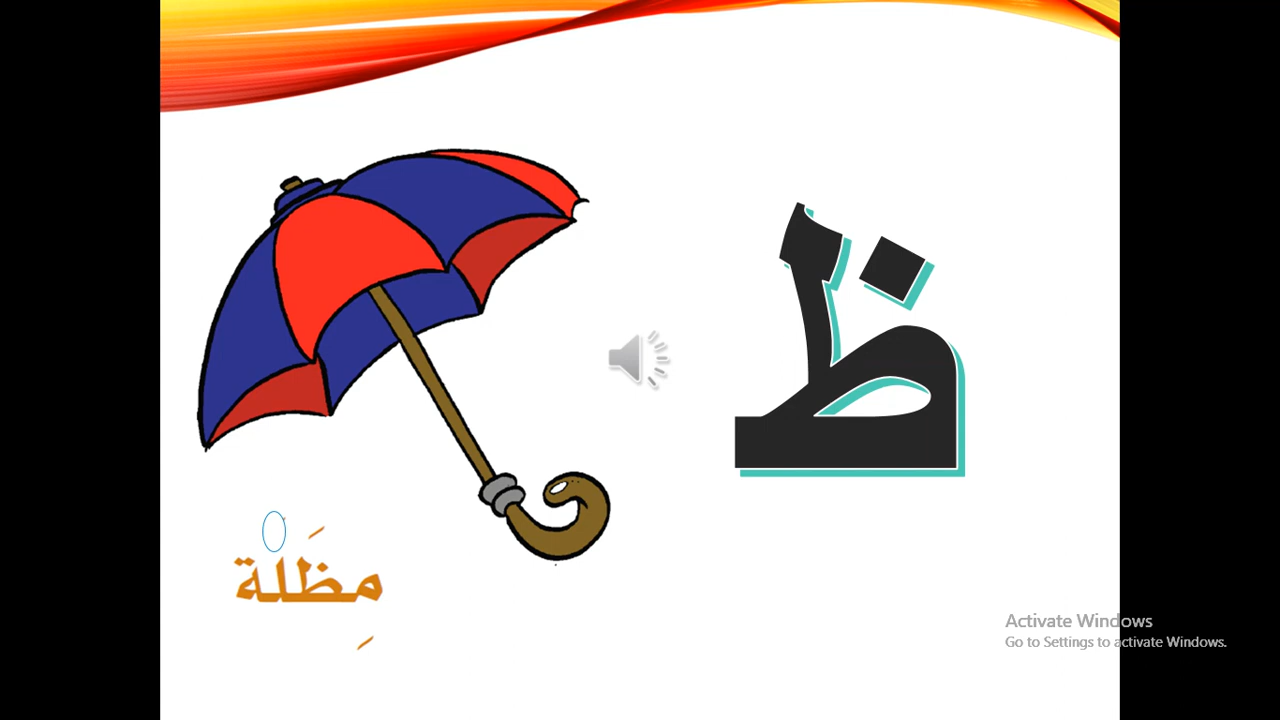 ظ
مِظَلة
Activate Windows
Go to Settings to activate Windows.